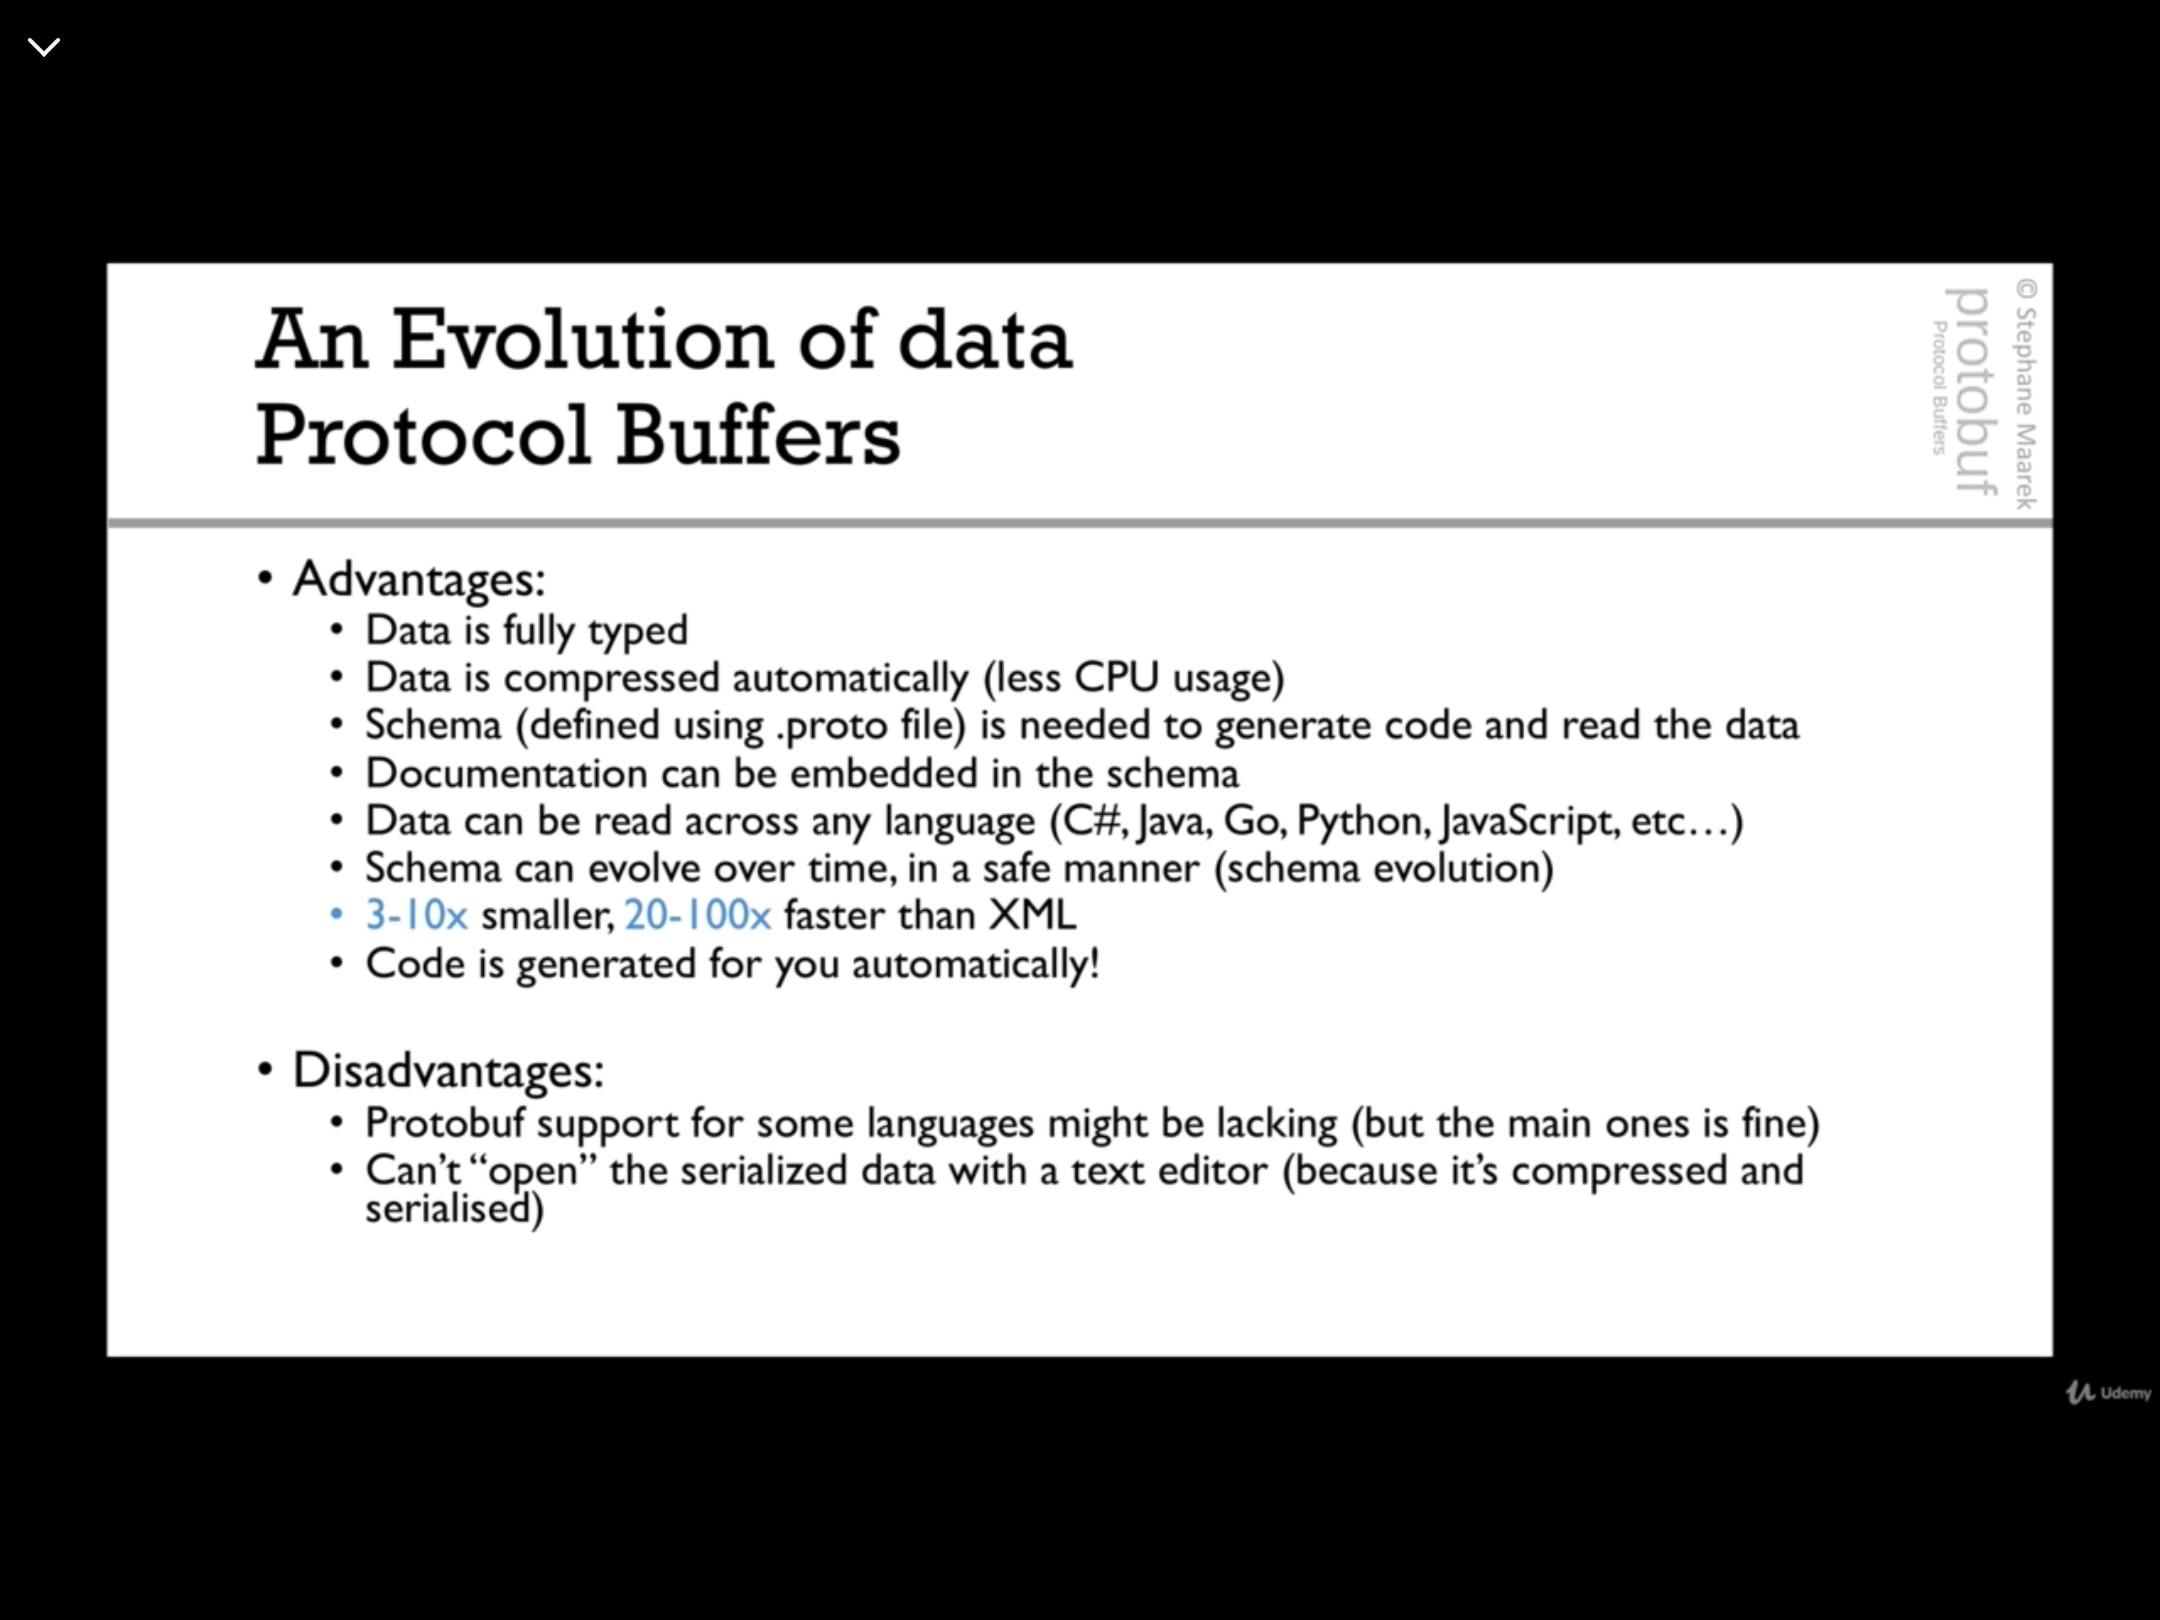 An Evolution of data
Protocol Buffers
© Stephane Maarek
protobuf
Protocol Buffers
• Advantages:
• Data is fully typed
• Data is compressed automatically (less CPU usage)
• Schema (defined using .proto file) is needed to generate code and read the data
• Documentation can be embedded in the schema
• Data can be read across any language (C#, Java, Go, Python, JavaScript, etc…)
• Schema can evolve over time, in a safe manner (schema evolution)
• 3-10x smaller, 20-100x faster than XML
• Code is generated for you automatically!
• Disadvantages:
• Protobuf support for some languages might be lacking (but the main ones is fine)
• Can’t “open” the serialized data with a text editor (because it’s compressed and
serialised)
Udemy